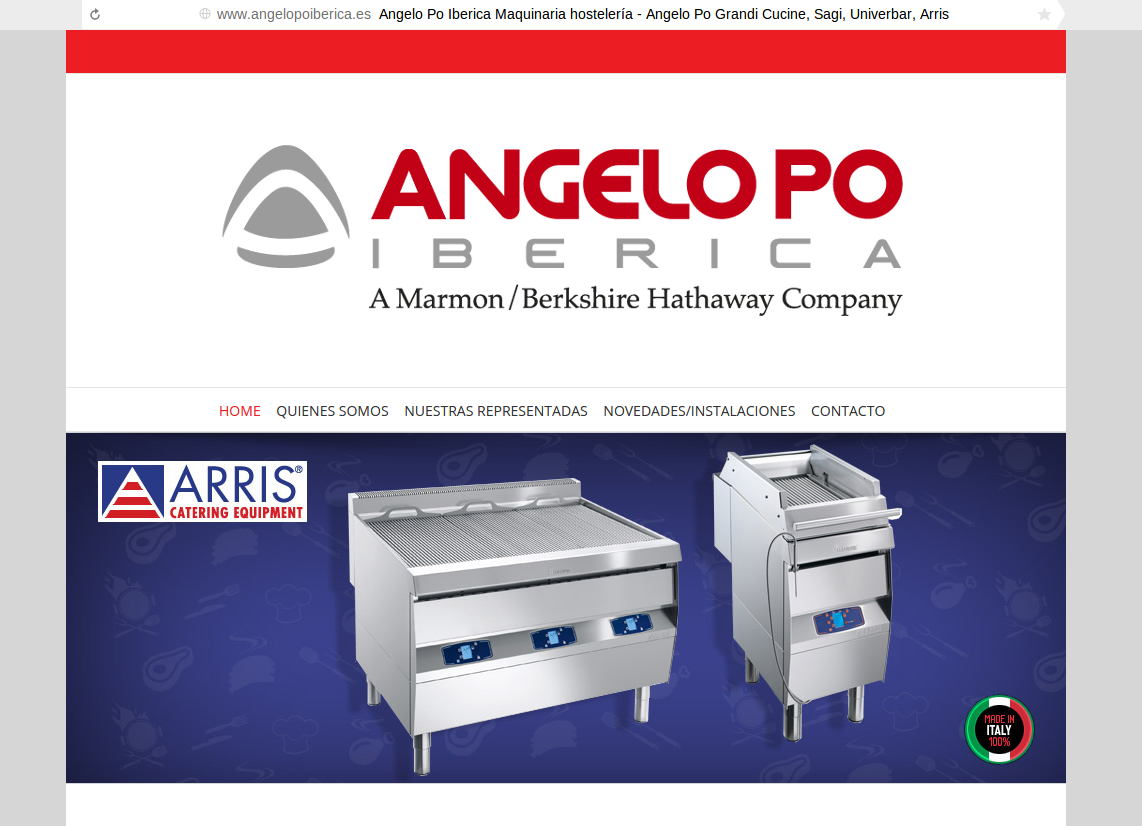 www.angelopoiberica.es Angelo Po Iberica Maquinaria hostelería - Angelo Po Grandi Cucine, Sagi, Univerbar, Arris
ANGELO PO
IBERICA
A Marmon/Berkshire Hathaway Company
HOME QUIENES SOMOS NUESTRAS REPRESENTADAS NOVEDADES/INSTALACIONES CONTACTO
ARRIS®
CATERING EQUIPMENT
MADE IN
ITALY
100%